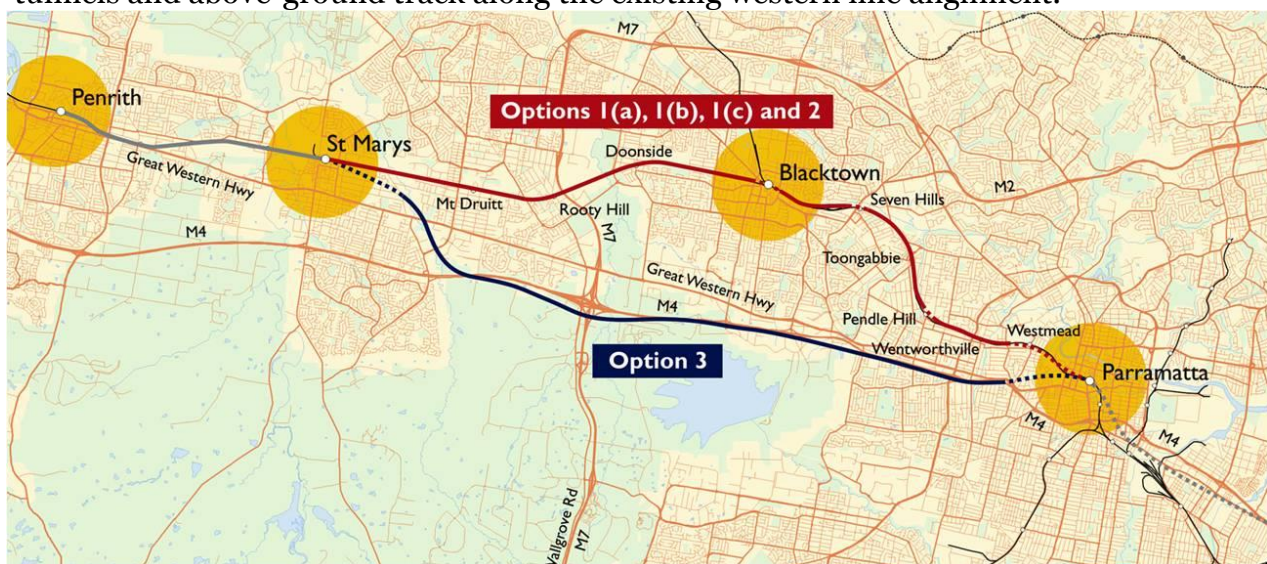 tunnels and above-ground track along the existing western line alignment.
M7
Penrith
Options 1(a), 1(b), 1(c) and 2
St Marys
Doonside
Blacktown
Great Western Hwy
Mt Druitt
Rooty Hill
Seven Hills
M2
M7
M4
Toongabbie
Great Western Hwy
M4
Pendle Hill
Westmead
Wentworthville
Option 3
Parramatta
M4
M4
Wallgrove Rd
M7